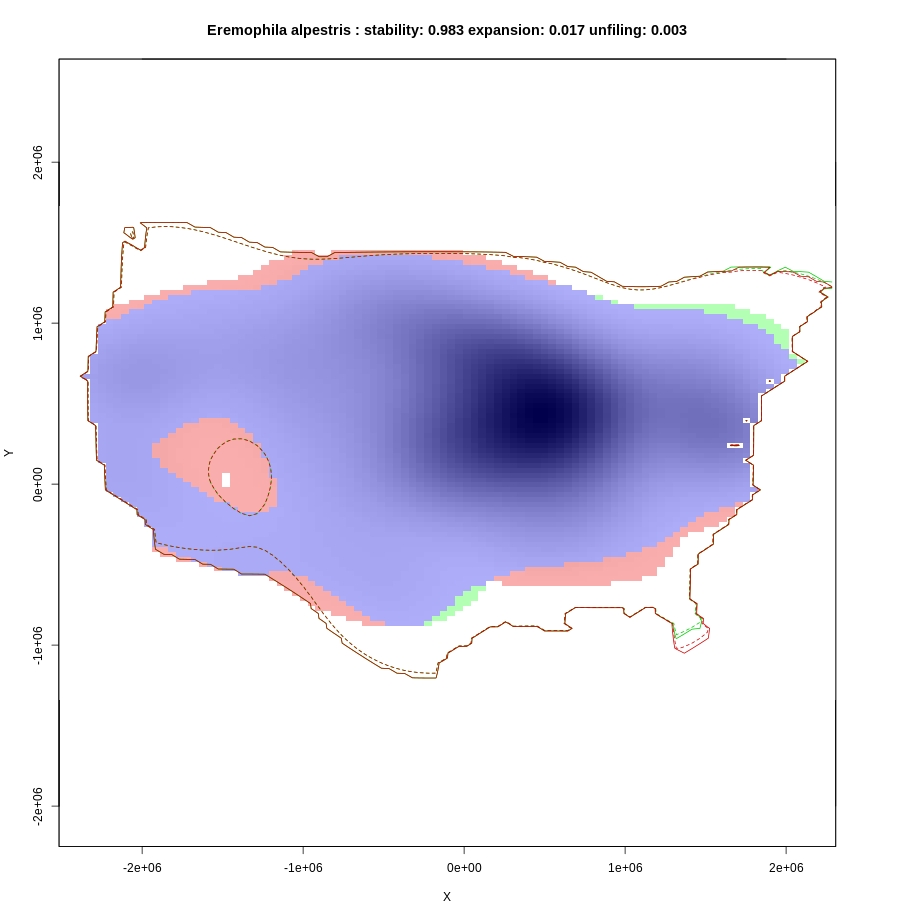 Eremophila alpestris : stability: 0.983 expansion: 0.017 unfiling: 0.003
2e+06
1e+06
0e+00
-1e+06
-2e+06
Y
-2e+06 -1e+06 0e+00 1e+06 2e+06
X